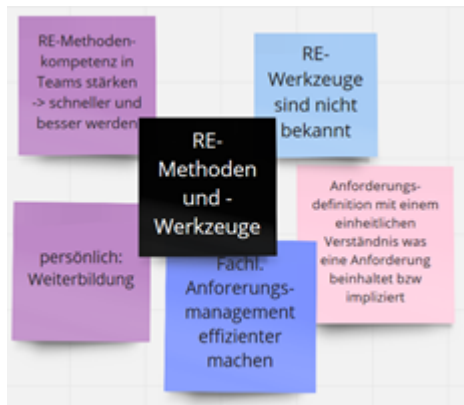 RE-Methoden-
kompetenz in
Teams stärken
-> schneller und
besser werden
RE-
Werkzeuge
sind nicht
bekannt
RE-
Methoden
und -
Werkzeuge
Anforderungs-
definition mit einem
einheitlichen
Verständnis was
eine Anforderung
beinhaltet bzw
impliziert
persönlich:
Weiterbildung
Fachl.
Anforerungs-
management
effizienter
machen